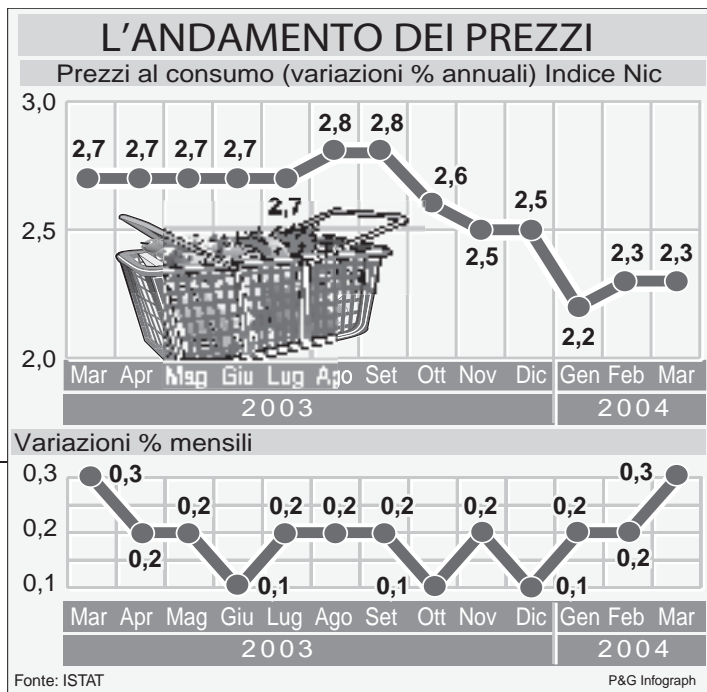 L'ANDAMENTO DEI PREZZI
Prezzi al consumo (variazioni % annuali) Indice Nic
3,0
2,7 2,7 2,7 2,7 2,7 2,8 2,8 2,6 2,5 2,5 2,2 2,3 2,3
2,5
2,0
Mar Apr Mag Giu Lug Ago Set Ott Nov Dic Gen Feb Mar
2003 2004
Variazioni % mensili
0,3
0,3 0,2 0,2 0,1 0,2 0,2 0,2 0,1 0,2 0,1 0,2 0,2 0,3
0,2
0,1
Mar Apr Mag Giu Lug Ago Set Ott Nov Dic Gen Feb Mar
2003 2004
Fonte: ISTAT P&G Infograph